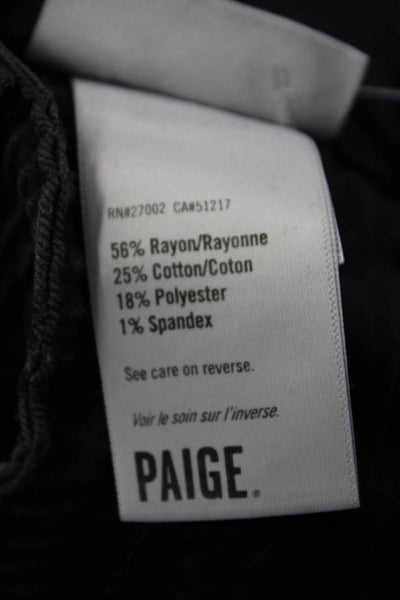 RN#27002 CA#51217
56% Rayon/Rayonne
25% Cotton/Coton
18% Polyester
1% Spandex
See care on reverse.
Voir le soin sur l'inverse.
PAIGE®